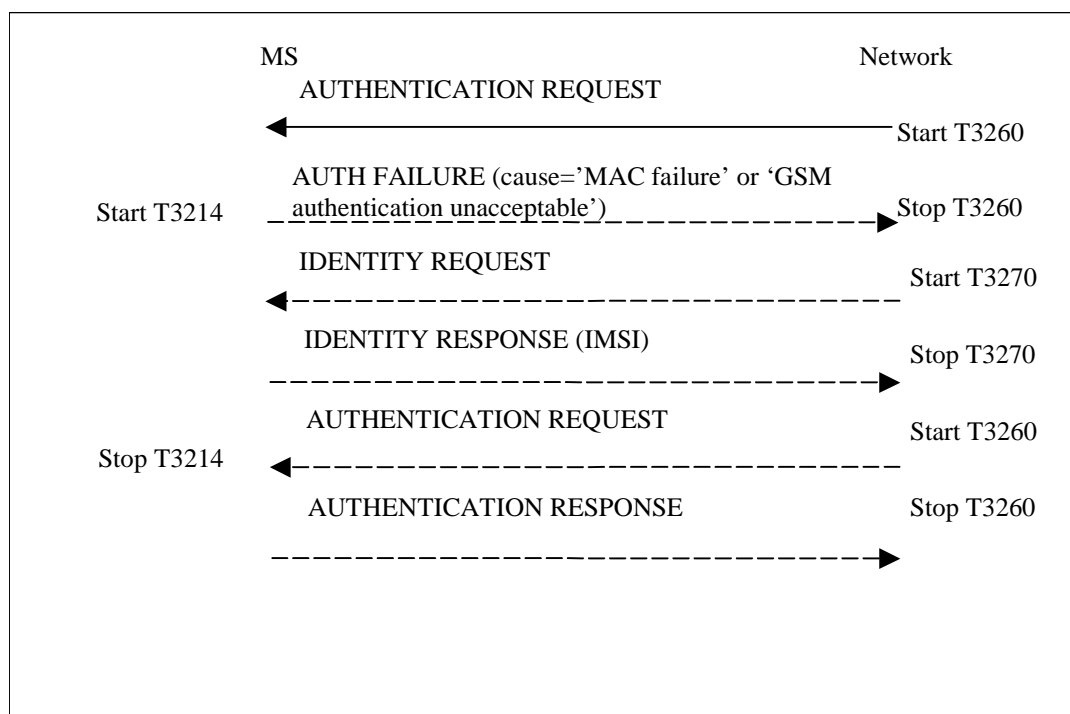 MS Network
AUTHENTICATION REQUEST
Start T3260
AUTH FAILURE (cause=’MAC failure’ or ‘GSM
authentication unacceptable’)
Start T3214
Stop T3260
IDENTITY REQUEST
Start T3270
IDENTITY RESPONSE (IMSI)
Stop T3270
AUTHENTICATION REQUEST
Start T3260
Stop T3214
AUTHENTICATION RESPONSE
Stop T3260